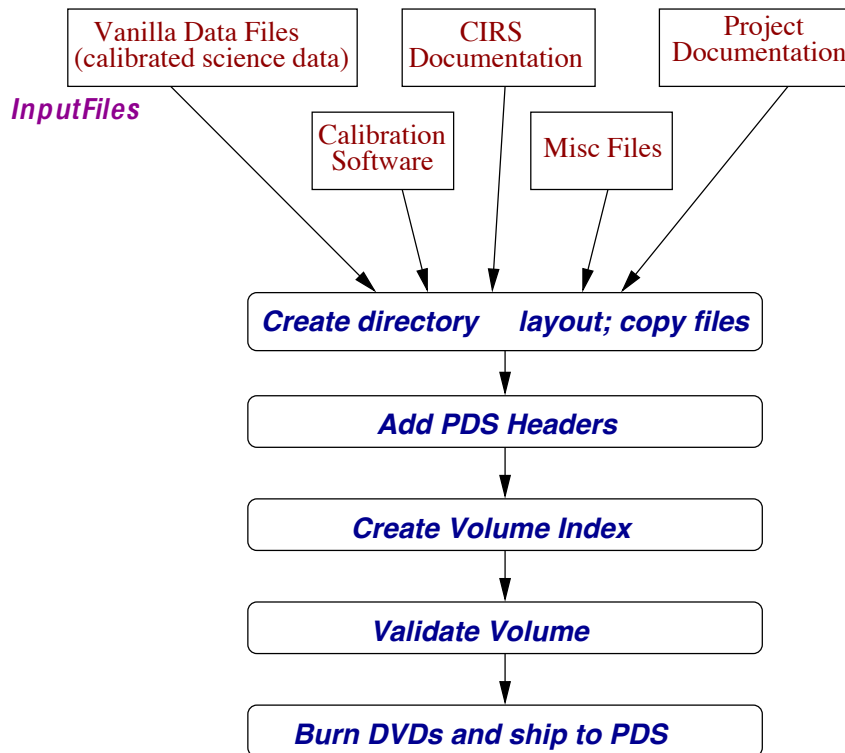 Vanilla Data Files
(calibrated science data)
CIRS
Documentation
Project
Documentation
InputFiles
Calibration
Software
Misc Files
Create directory layout; copy files
Add PDS Headers
Create Volume Index
Validate Volume
Burn DVDs and ship to PDS